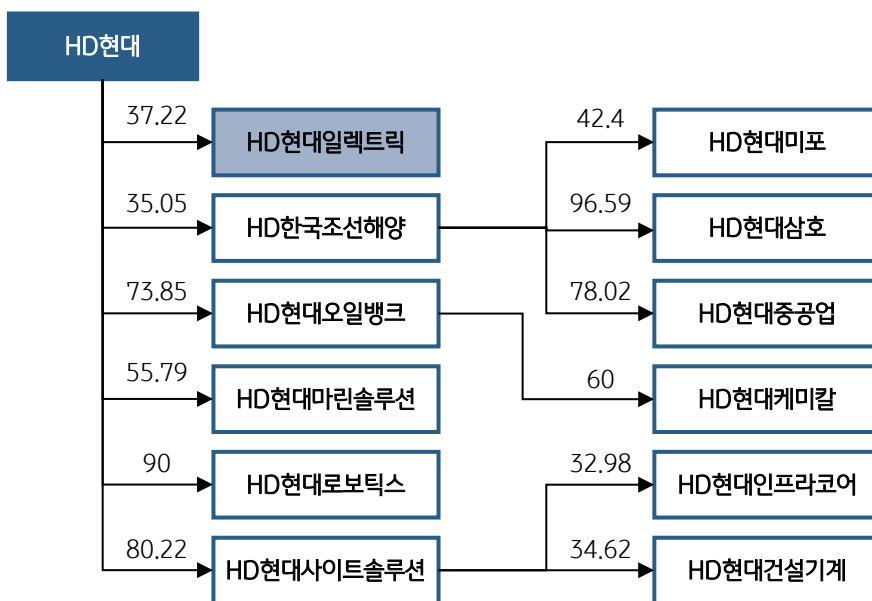 HD현대
37.22
HD현대일렉트릭
42.4
HD현대미포
35.05
HD한국조선해양
96.59
HD현대삼호
73.85
HD현대오일뱅크
78.02
HD현대중공업
55.79
HD현대마린솔루션
60
HD현대케미칼
90
HD현대로보틱스
32.98
HD현대인프라코어
80.22
HD현대사이트솔루션
34.62
HD현대건설기계